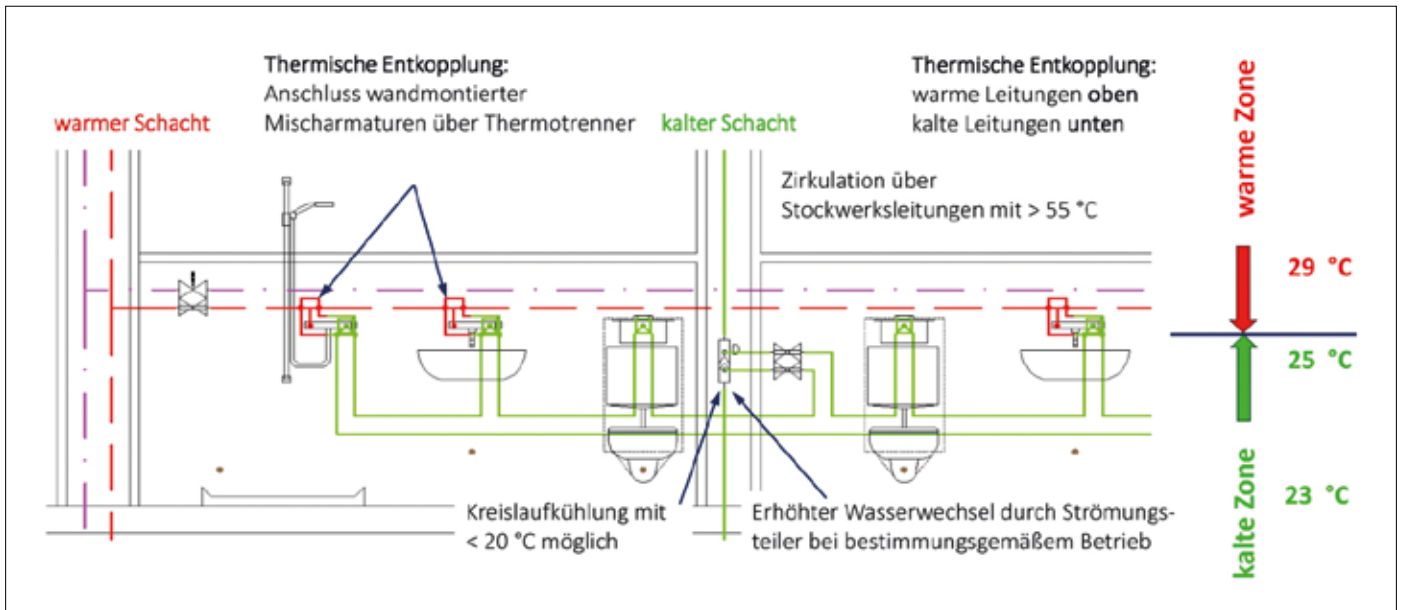 Thermische Entkopplung:
Anschluss wandmontierter
Mischarmaturen über Thermotrenner
Thermische Entkopplung:
warme Leitungen oben
kalte Leitungen unten
warmer Schacht
kalter Schacht
Zirkulation über
Stockwerksleitungen mit > 55 °C
warme Zone
29 °C
25 °C
23 °C
kalte Zone
Kreislaufkühlung mit
< 20 °C möglich
Erhöhter Wasserwechsel durch Strömungs-
teiler bei bestimmungsgemäßem Betrieb